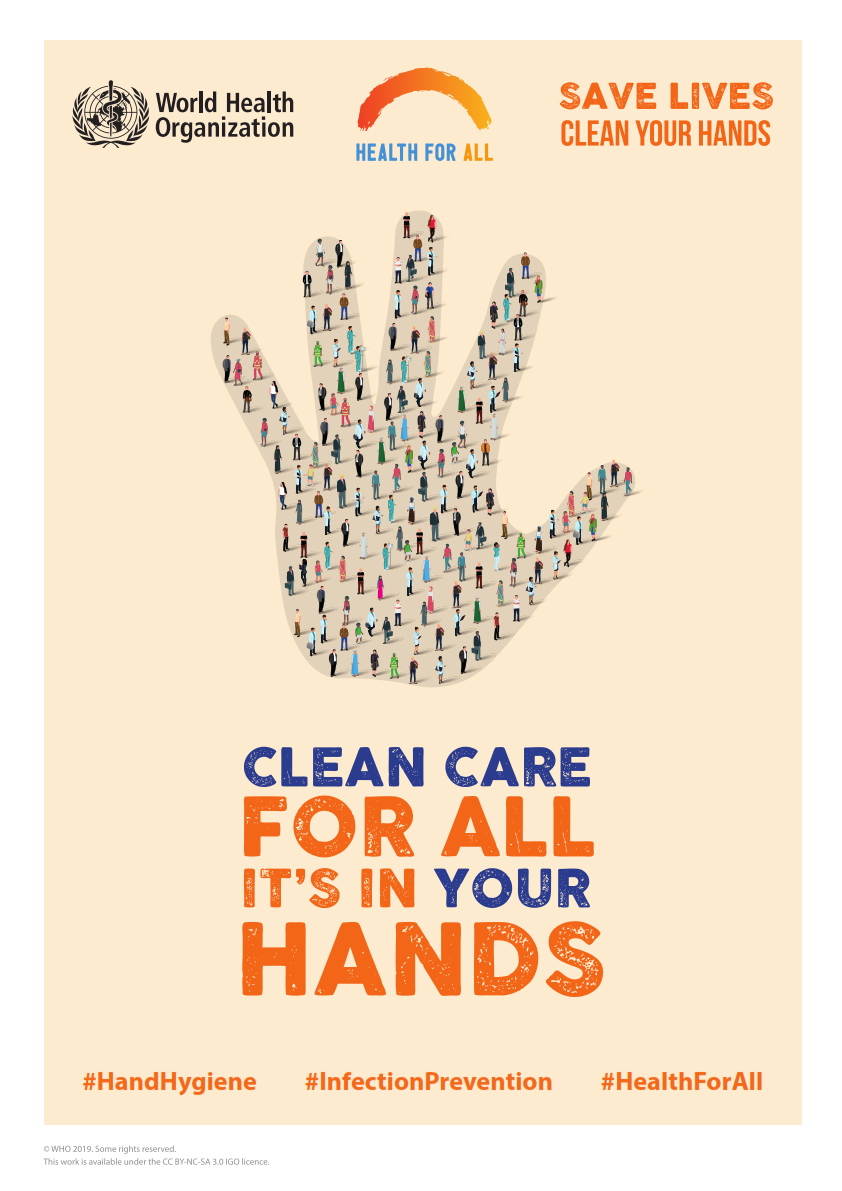 World Health
Organization
HEALTH FOR ALL
SAVE LIVES
CLEAN YOUR HANDS
CLEAN CARE
FOR ALL
IT'S IN YOUR
HANDS
#HandHygiene #InfectionPrevention #HealthForAll
© WHO 2019. Some rights reserved.
This work is available under the CC BY-NC-SA 3.0 IGO licence.